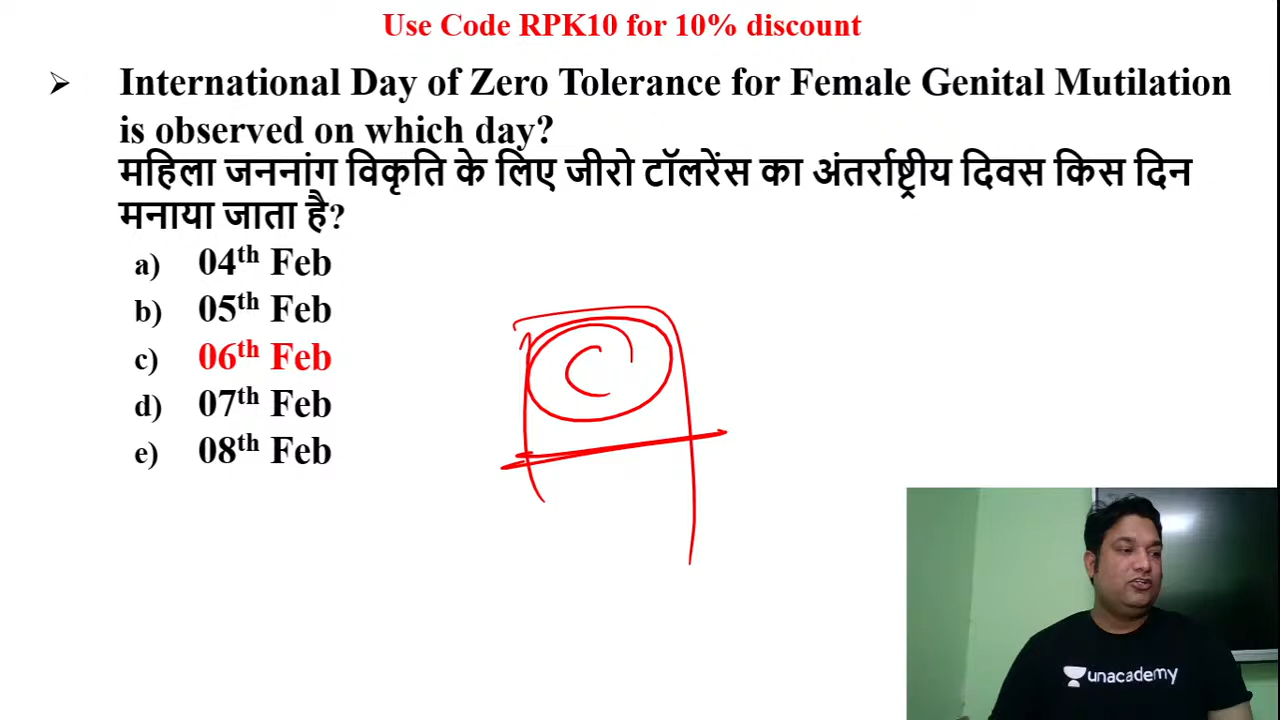 Use Code RPK10 for 10% discount
➢ International Day of Zero Tolerance for Female Genital Mutilation
is observed on which day?
महिला जननांग विकृति के लिए जीरो टॉलरेंस का अंतर्राष्ट्रीय दिवस किस दिन
मनाया जाता है?
a) 04th Feb
b) 05th Feb
c) 06th Feb
d) 07th Feb
e) 08th Feb
C
unacademy